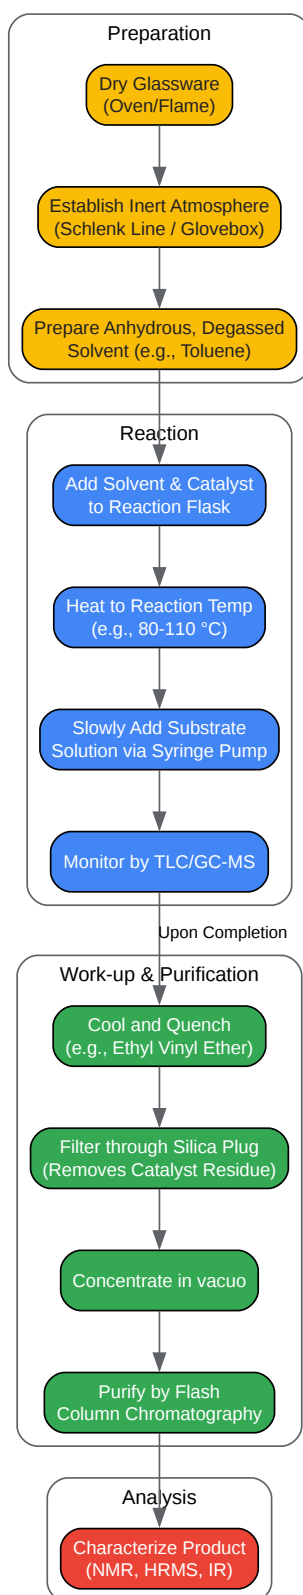 Preparation
Dry Glassware
(Oven/Flame)
Establish Inert Atmosphere
(Schlenk Line / Glovebox)
Prepare Anhydrous, Degassed
Solvent (e.g., Toluene)
Reaction
Add Solvent & Catalyst
to Reaction Flask
Heat to Reaction Temp
(e.g., 80-110 °C)
Slowly Add Substrate
Solution via Syringe Pump
Monitor by TLC/GC-MS
Upon Completion
Work-up & Purification
Cool and Quench
(e.g., Ethyl Vinyl Ether)
Filter through Silica Plug
(Removes Catalyst Residue)
Concentrate in vacuo
Purify by Flash
Column Chromatography
Analysis
Characterize Product
(NMR, HRMS, IR)